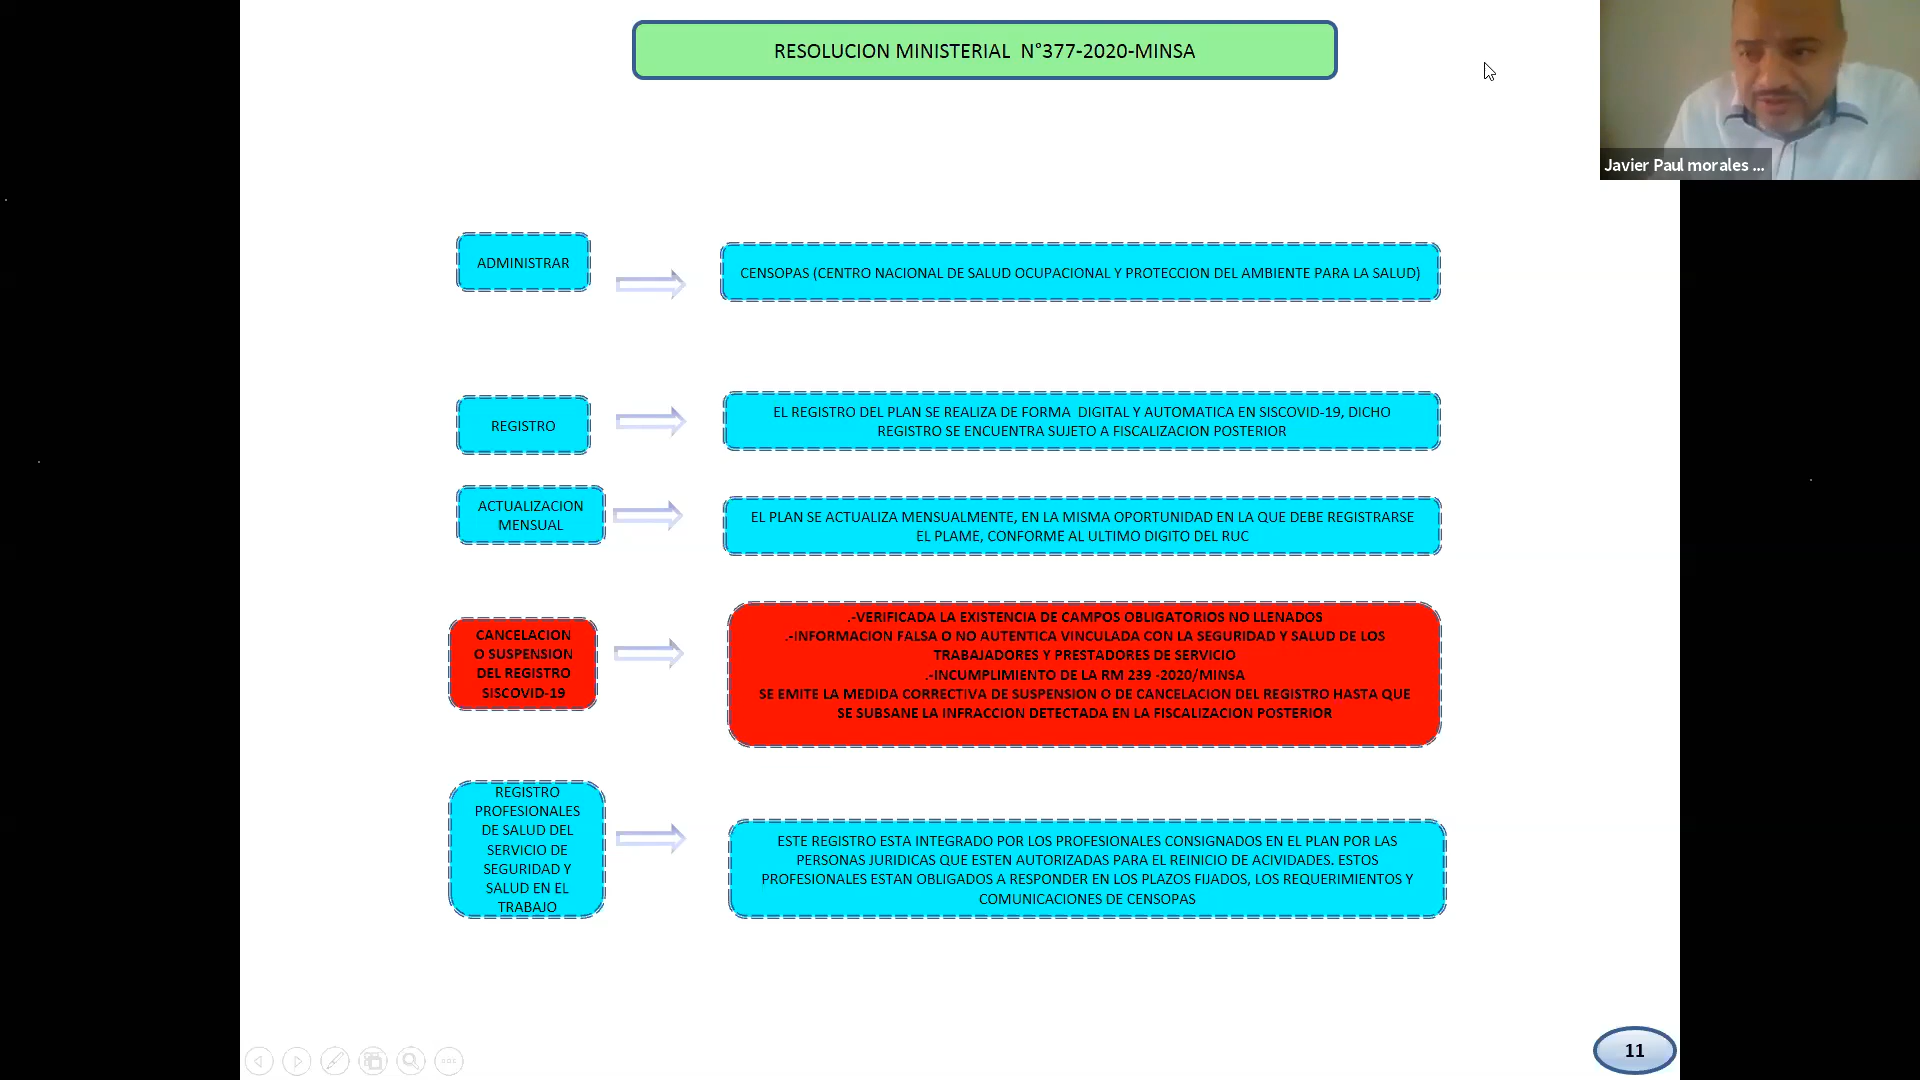 RESOLUCION MINISTERIAL N°377-2020-MINSA
Javier Paul morales ...
ADMINISTRAR
CENSOPAS (CENTRO NACIONAL DE SALUD OCUPACIONAL Y PROTECCION DEL AMBIENTE PARA LA SALUD)
REGISTRO
EL REGISTRO DEL PLAN SE REALIZA DE FORMA DIGITAL Y AUTOMATICA EN SISCOVID-19, DICHO
REGISTRO SE ENCUENTRA SUJETO A FISCALIZACION POSTERIOR
ACTUALIZACION
MENSUAL
EL PLAN SE ACTUALIZA MENSUALMENTE, EN LA MISMA OPORTUNIDAD EN LA QUE DEBE REGISTRARSE
EL PLAME, CONFORME AL ULTIMO DIGITO DEL RUC
CANCELACION
O SUSPENSION
DEL REGISTRO
SISCOVID-19
.-VERIFICADA LA EXISTENCIA DE CAMPOS OBLIGATORIOS NO LLENADOS
.-INFORMACION FALSA O NO AUTENTICA VINCULADA CON LA SEGURIDAD Y SALUD DE LOS
TRABAJADORES Y PRESTADORES DE SERVICIO
.-INCUMPLIMIENTO DE LA RM 239 -2020/MINSA
SE EMITE LA MEDIDA CORRECTIVA DE SUSPENSION O DE CANCELACION DEL REGISTRO HASTA QUE
SE SUBSANE LA INFRACCION DETECTADA EN LA FISCALIZACION POSTERIOR
REGISTRO
PROFESIONALES
DE SALUD DEL
SERVICIO DE
SEGURIDAD Y
SALUD EN EL
TRABAJO
ESTE REGISTRO ESTA INTEGRADO POR LOS PROFESIONALES CONSIGNADOS EN EL PLAN POR LAS
PERSONAS JURIDICAS QUE ESTEN AUTORIZADAS PARA EL REINICIO DE ACIVIDADES. ESTOS
PROFESIONALES ESTAN OBLIGADOS A RESPONDER EN LOS PLAZOS FIJADOS, LOS REQUERIMIENTOS Y
COMUNICACIONES DE CENSOPAS
11